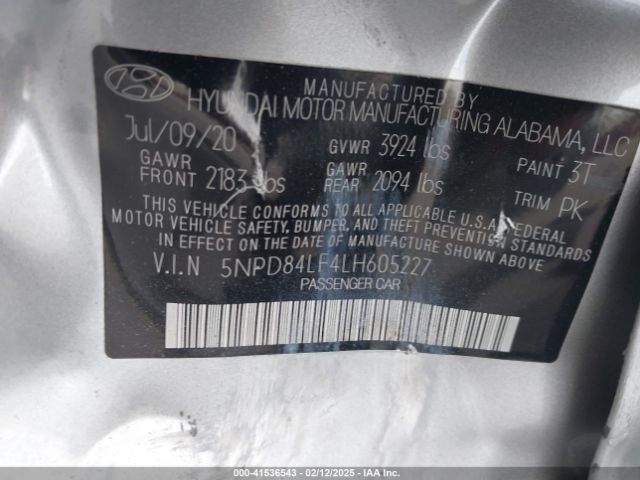 MANUFACTURED BY
HYUNDAI MOTOR MANUFACTURING ALABAMA, LLC
Jul/09/20 GVWR 3924 lbs PAINT 3T
GAWR FRONT 2183 lbs GAWR REAR 2094 lbs TRIM PK
THIS VEHICLE CONFORMS TO ALL APPLICABLE U.S.A. FEDERAL
MOTOR VEHICLE SAFETY, BUMPER, AND THEFT PREVENTION STANDARDS
IN EFFECT ON THE DATE OF MANUFACTURE SHOWN ABOVE
V.I.N 5NPD84LF4LH605227
PASSENGER CAR
000-41536543 - 02/12/2025 - IAA Inc.